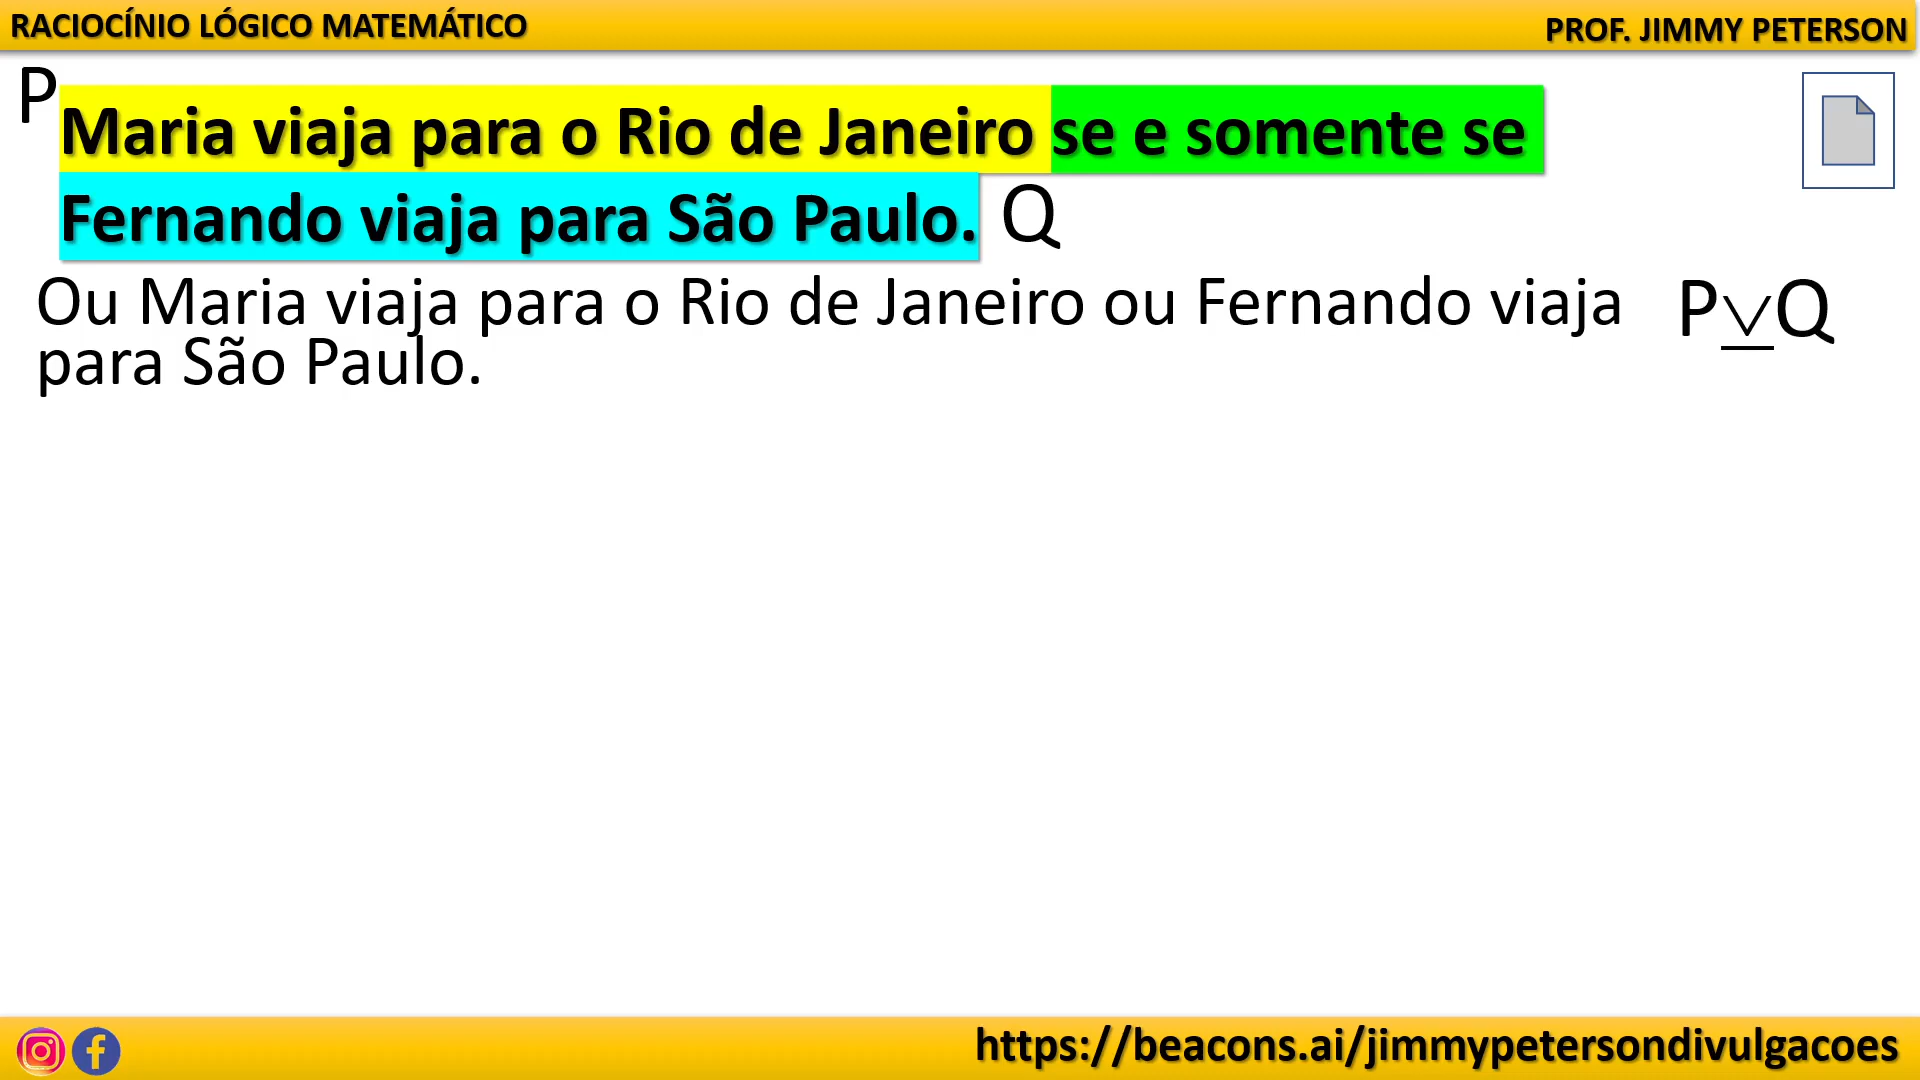 RACIOCÍNIO LÓGICO MATEMÁTICO
PROF. JIMMY PETERSON
P
Maria viaja para o Rio de Janeiro se e somente se
Fernando viaja para São Paulo. Q
Ou Maria viaja para o Rio de Janeiro ou Fernando viaja P⊻Q
para São Paulo.
https://beacons.ai/jimmypetersondivulgacoes